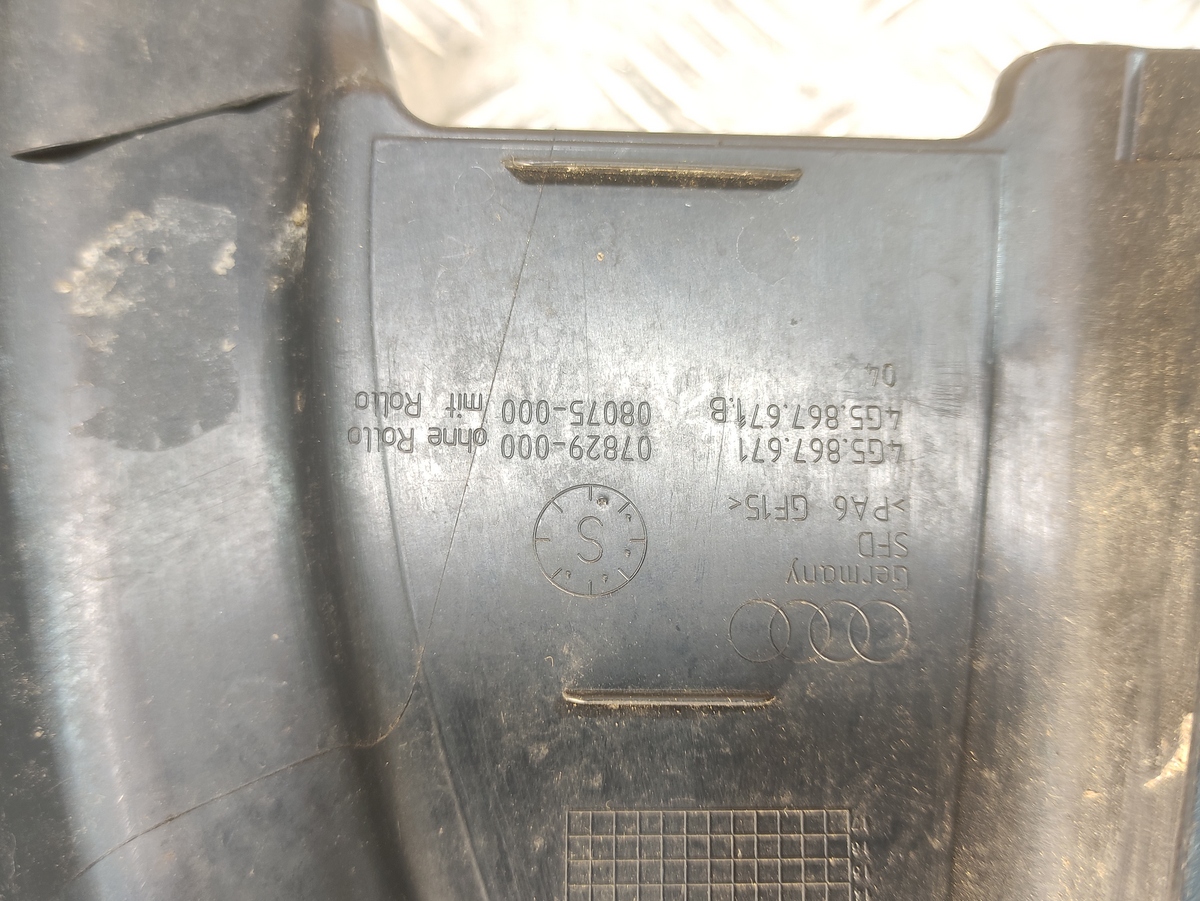 Germany
SFD
S
>PA6 GF15<
4G5.867.671 07829-000 ohne Rollo
4G5.867.671.B 08075-000 mit Rollo
04